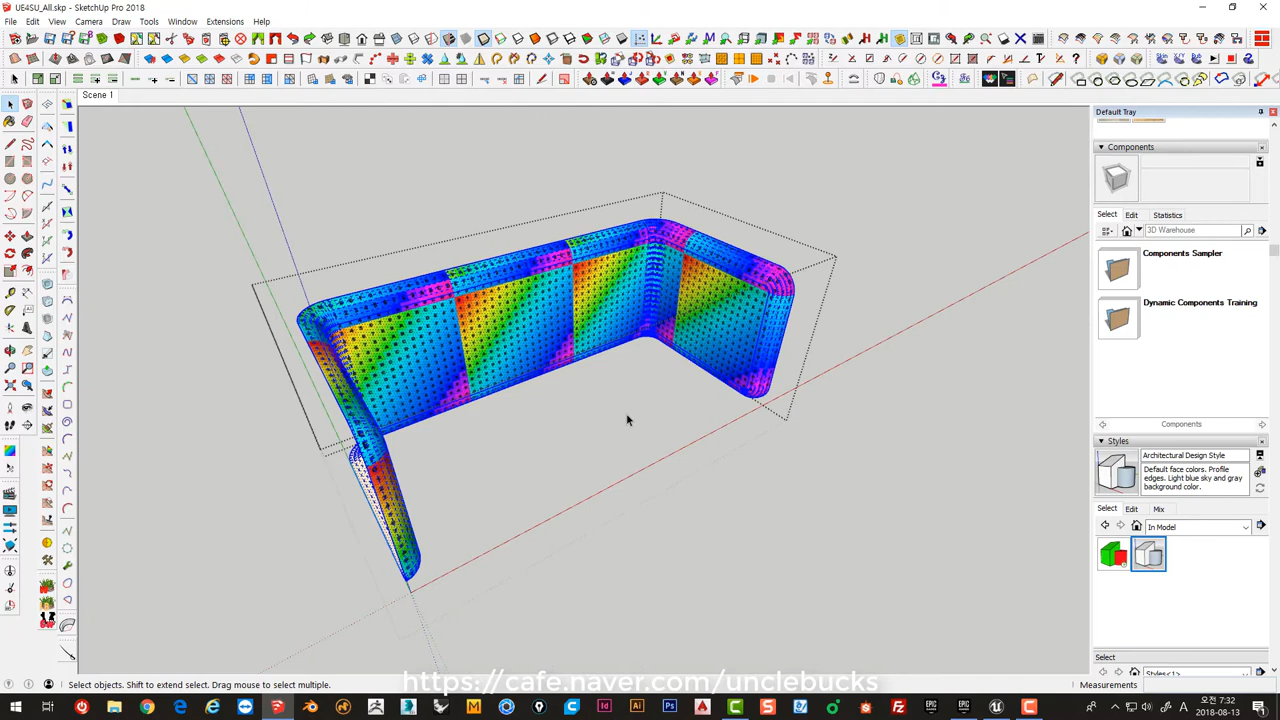 UE4SU_All.skp - SketchUp Pro 2018
File Edit View Camera Draw Tools Window Extensions Help
Scene 1
Default Tray
Components
Select Edit Statistics
3D Warehouse
Components Sampler
Dynamic Components Training
Components
Styles
Architectural Design Style
Default face colors. Profile
edges. Light blue sky and gray
background color.
Select Edit Mix
In Model
Select
Styles
https://cafe.naver.com/unclebucks
Select objects. Shift to extend select. Drag mouse to select multiple.
Measurements
오전 7:32
2018-08-13